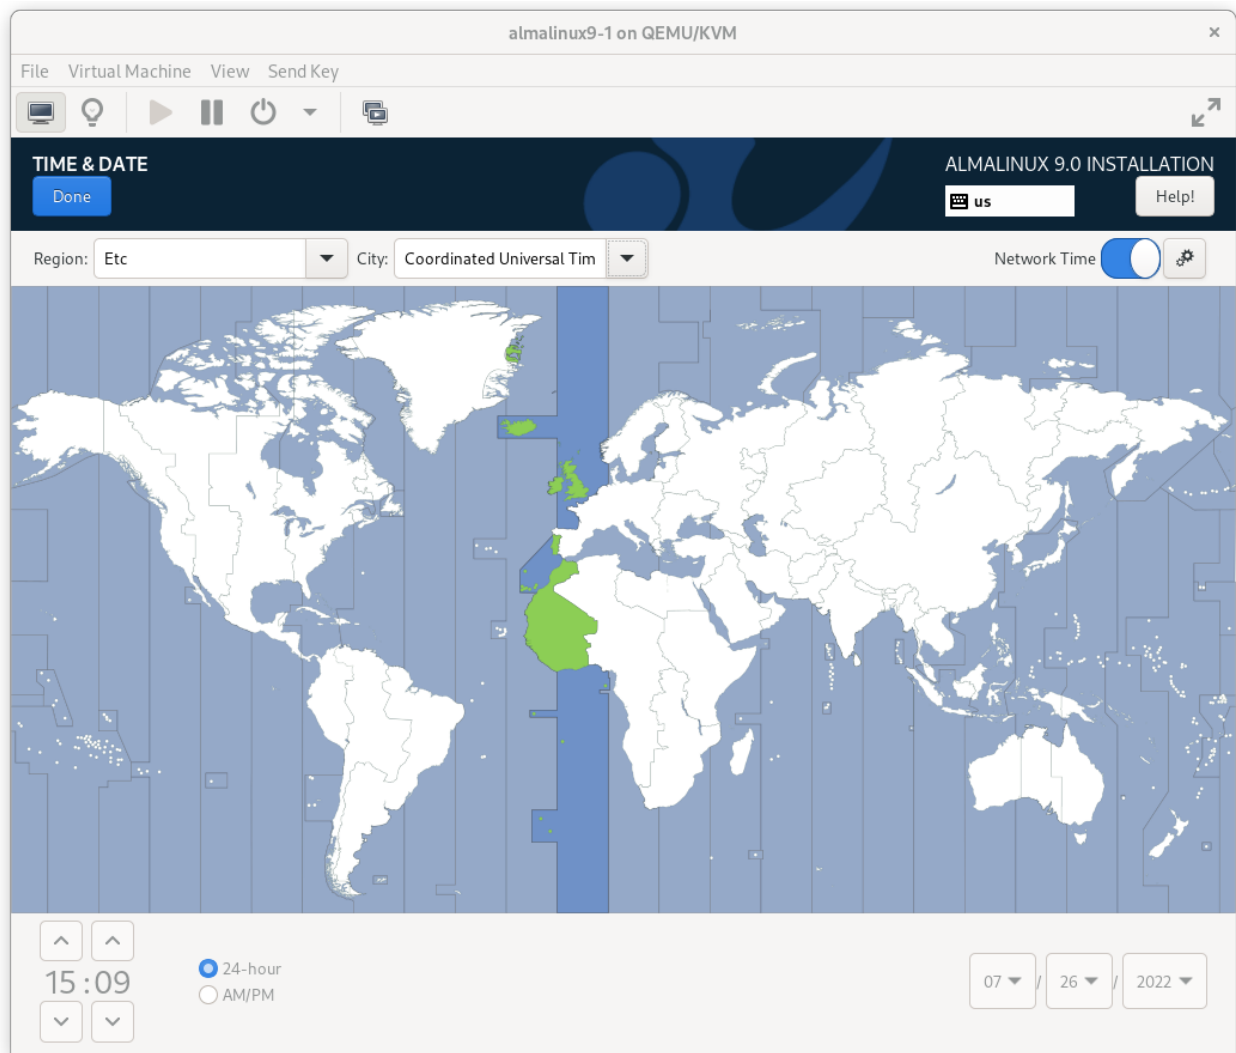 almalinux9-1 on QEMU/KVM
File Virtual Machine View Send Key
TIME & DATE
ALMALINUX 9.0 INSTALLATION
Done
us
Help!
Region: Etc City: Coordinated Universal Tim Network Time
24-hour
15 : 09
AM/PM
07 / 26 / 2022